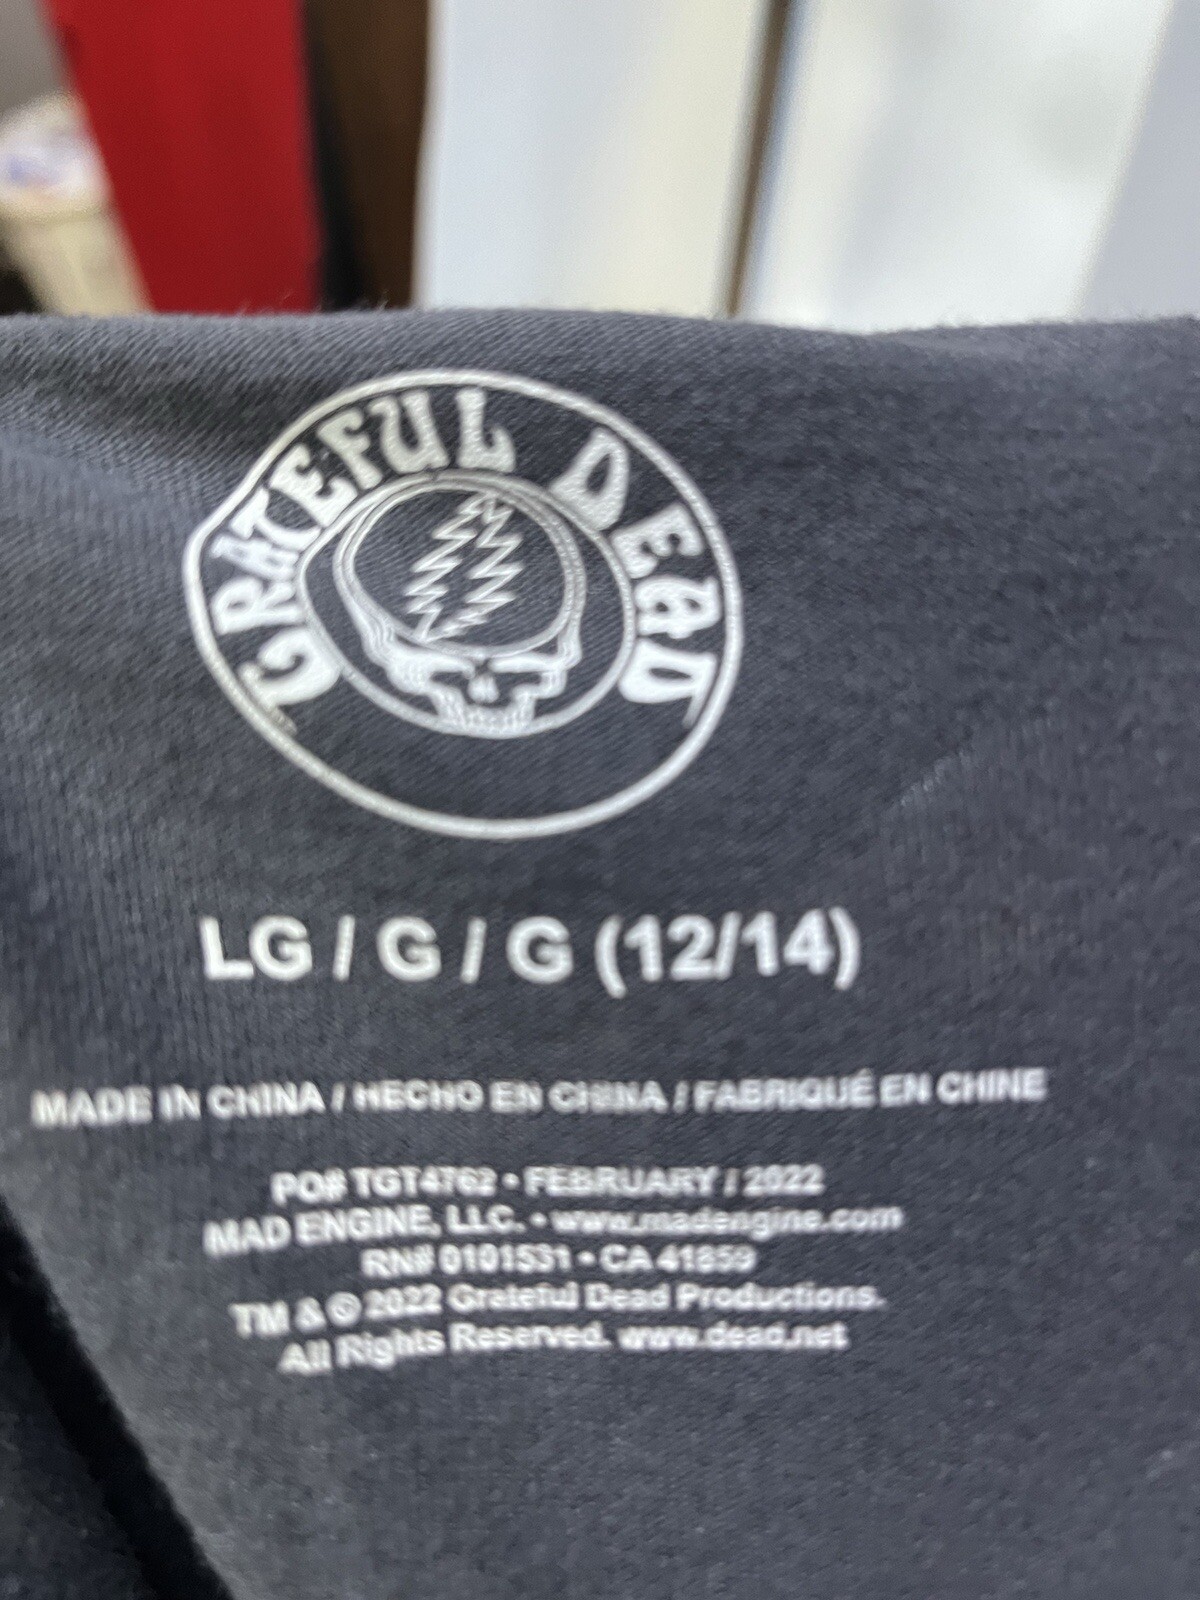 GRATEFUL DEAD
LG / G / G (12/14)
MADE IN CHINA / HECHO EN CHINA / FABRIQUÉ EN CHINE
PO# TGT4762 • FEBRUARY / 2022
MAD ENGINE, LLC. • www.madengine.com
RN# 0101531 • CA 41859
TM & © 2022 Grateful Dead Productions.
All Rights Reserved. www.dead.net